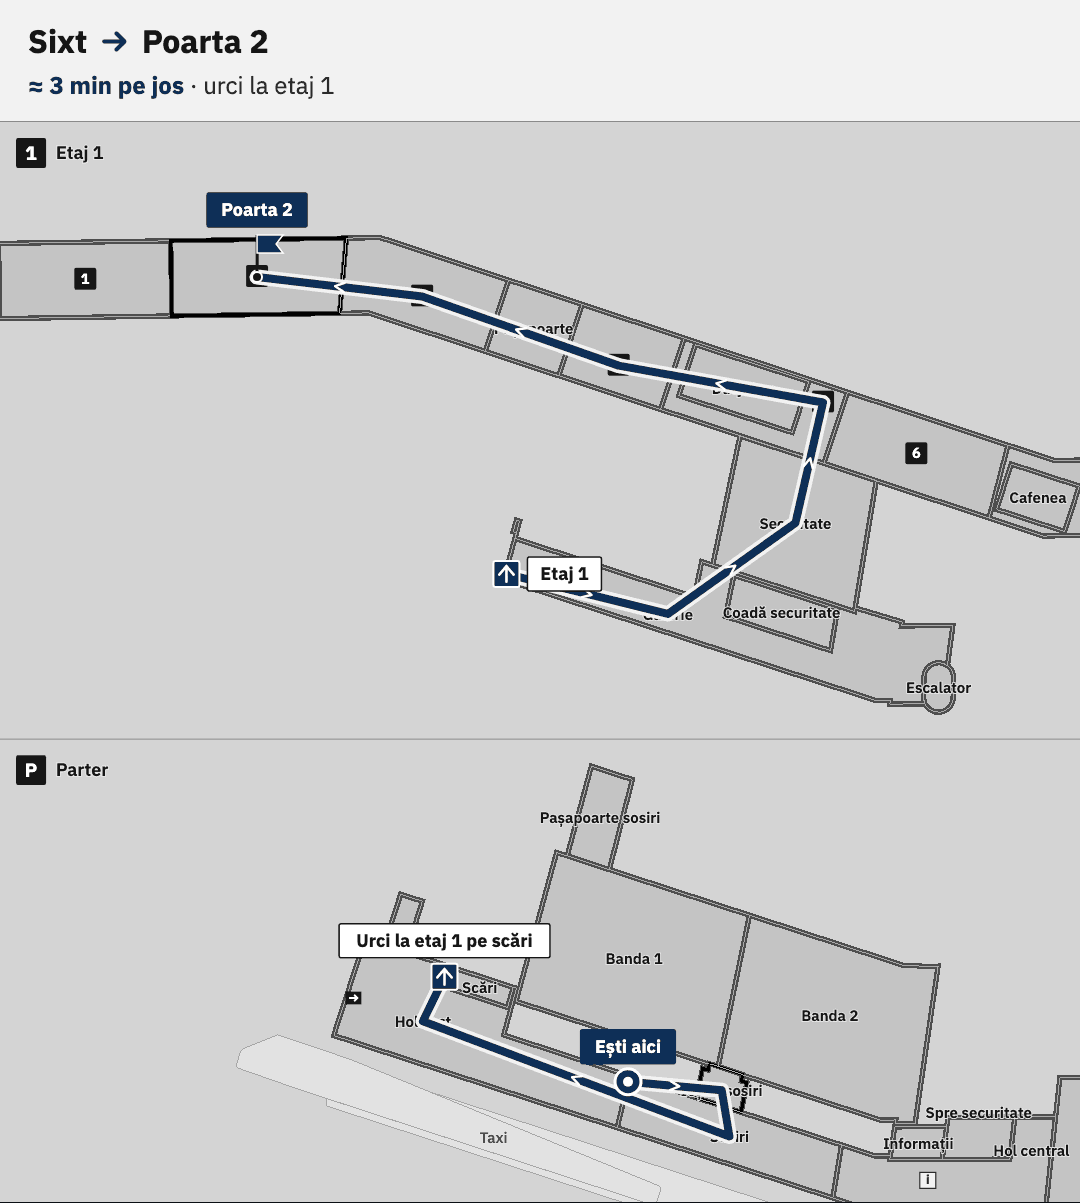 Sixt → Poarta 2
≈ 3 min pe jos · urci la etaj 1
1 Etaj 1
Poarta 2
1
6
Cafenea
Etaj 1
Coadă securitate
Escalator
P Parter
Pașapoarte sosiri
Urci la etaj 1 pe scări
Banda 1
Scări
Banda 2
Ești aici
sosiri
Spre securitate
Informații
Hol central
Taxi
i